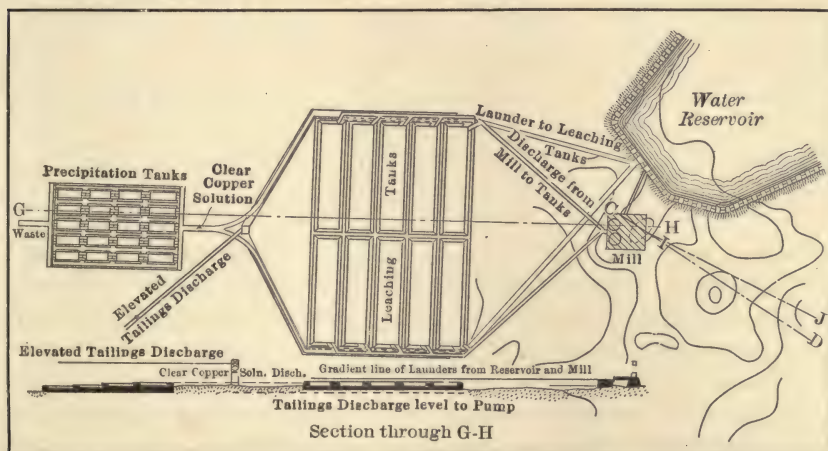 Water
Reservoir
Launder to Leaching
Tanks
Discharge from
Mill to Tanks
Precipitation Tanks
Clear
Copper
Solution
G
Waste
Tanks
Leaching
C
H
I
Mill
J
D
Elevated
Tailings Discharge
Elevated Tailings Discharge
Clear Copper Soln. Disch.
Gradient line of Launders from Reservoir and Mill
Tailings Discharge level to Pump
Section through G-H